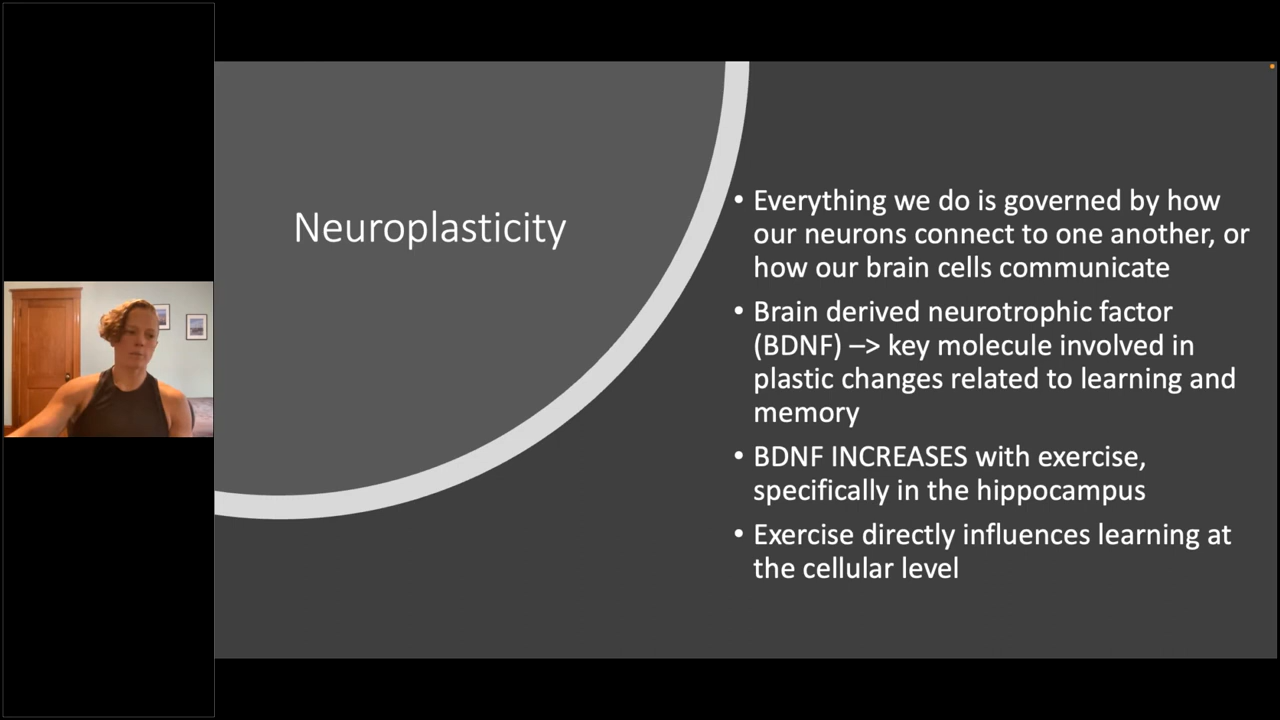 Neuroplasticity
• Everything we do is governed by how
our neurons connect to one another, or
how our brain cells communicate
• Brain derived neurotrophic factor
(BDNF) –> key molecule involved in
plastic changes related to learning and
memory
• BDNF INCREASES with exercise,
specifically in the hippocampus
• Exercise directly influences learning at
the cellular level